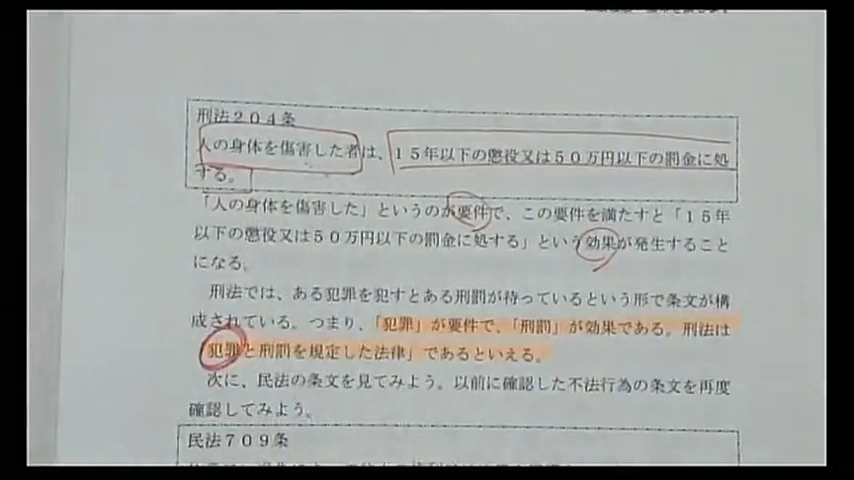 刑法204条
人の身体を傷害した者は、15年以下の懲役又は50万円以下の罰金に処
する。
「人の身体を傷害した」というのが要件で、この要件を満たすと「15年
以下の懲役又は50万円以下の罰金に処する」という効果が発生すること
になる。
刑法では、ある犯罪を犯すとある刑罰が待っているという形で条文が構
成されている。つまり、「犯罪」が要件で、「刑罰」が効果である。刑法は
「犯罪と刑罰を規定した法律」であるといえる。
次に、民法の条文を見てみよう。以前に確認した不法行為の条文を再度
確認してみよう。
民法709条